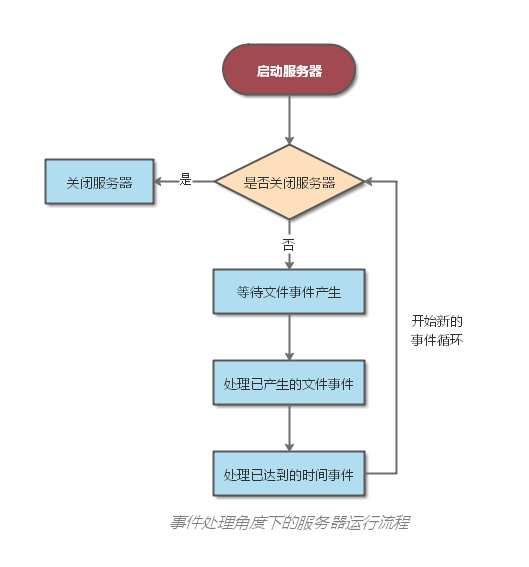 启动服务器
是否关闭服务器
是
关闭服务器
否
等待文件事件产生
开始新的
事件循环
处理已产生的文件事件
处理已达到的时间事件
事件处理角度下的服务器运行流程